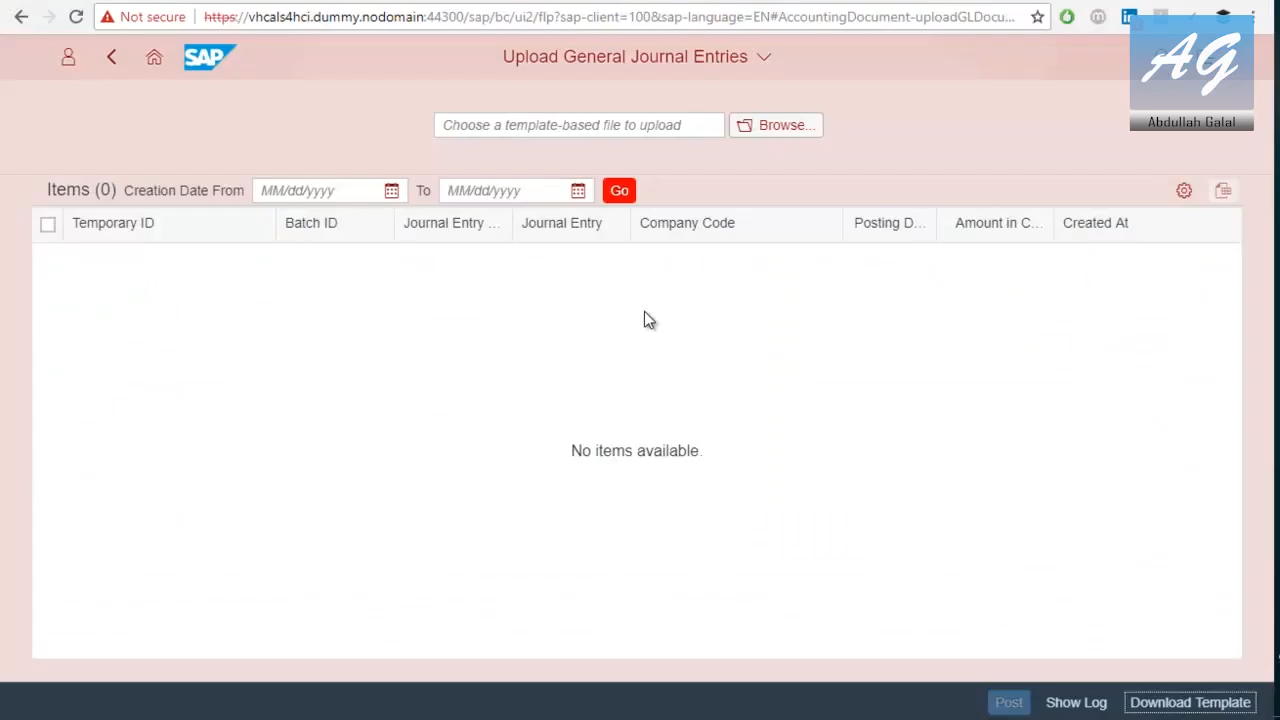 Not secure https://vhcals4hci.dummy.nodomain:44300/sap/bc/ui2/flp?sap-client=100&sap-language=EN#AccountingDocument-uploadGLDocu...
SAP Upload General Journal Entries
AG
Abdullah Galal
Choose a template-based file to upload Browse...
Items (0) Creation Date From MM/dd/yyyy To MM/dd/yyyy Go
Temporary ID Batch ID Journal Entry ... Journal Entry Company Code Posting D... Amount in C... Created At
No items available.
Post Show Log Download Template